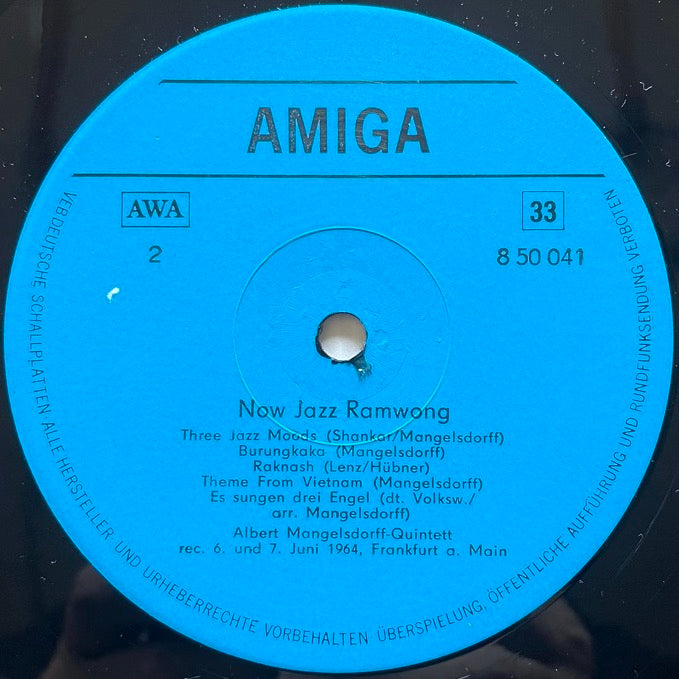 AMIGA
AWA
33
2
8 50 041
Now Jazz Ramwong
Three Jazz Moods (Shankar/Mangelsdorff)
Burungkaka (Mangelsdorff)
Raknash (Lenz/Hübner)
Theme From Vietnam (Mangelsdorff)
Es sungen drei Engel (dt. Volksw./
arr. Mangelsdorff)
Albert Mangelsdorff-Quintett
rec. 6. und 7. Juni 1964, Frankfurt a. Main
VEB DEUTSCHE SCHALLPLATTEN ALLE HERSTELLER- UND URHEBERRECHTE VORBEHALTEN ÜBERSPIELUNG, ÖFFENTLICHE AUFFÜHRUNG UND RUNDFUNKSENDUNG VERBOTEN